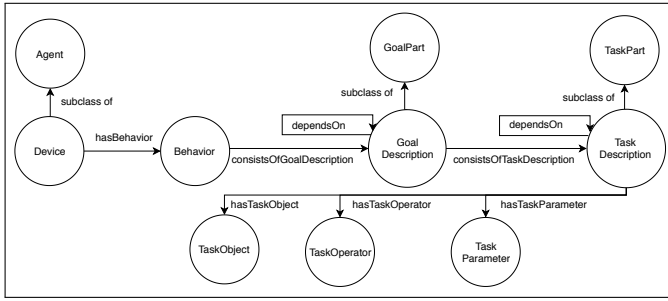 GoalPart
Agent
TaskPart
subclass of
subclass of
subclass of
dependsOn
dependsOn
hasBehavior
Device
Behavior
Goal
Description
Task
Description
consistsOfGoalDescription
consistsOfTaskDescription
hasTaskObject
hasTaskOperator
hasTaskParameter
TaskObject
TaskOperator
Task
Parameter